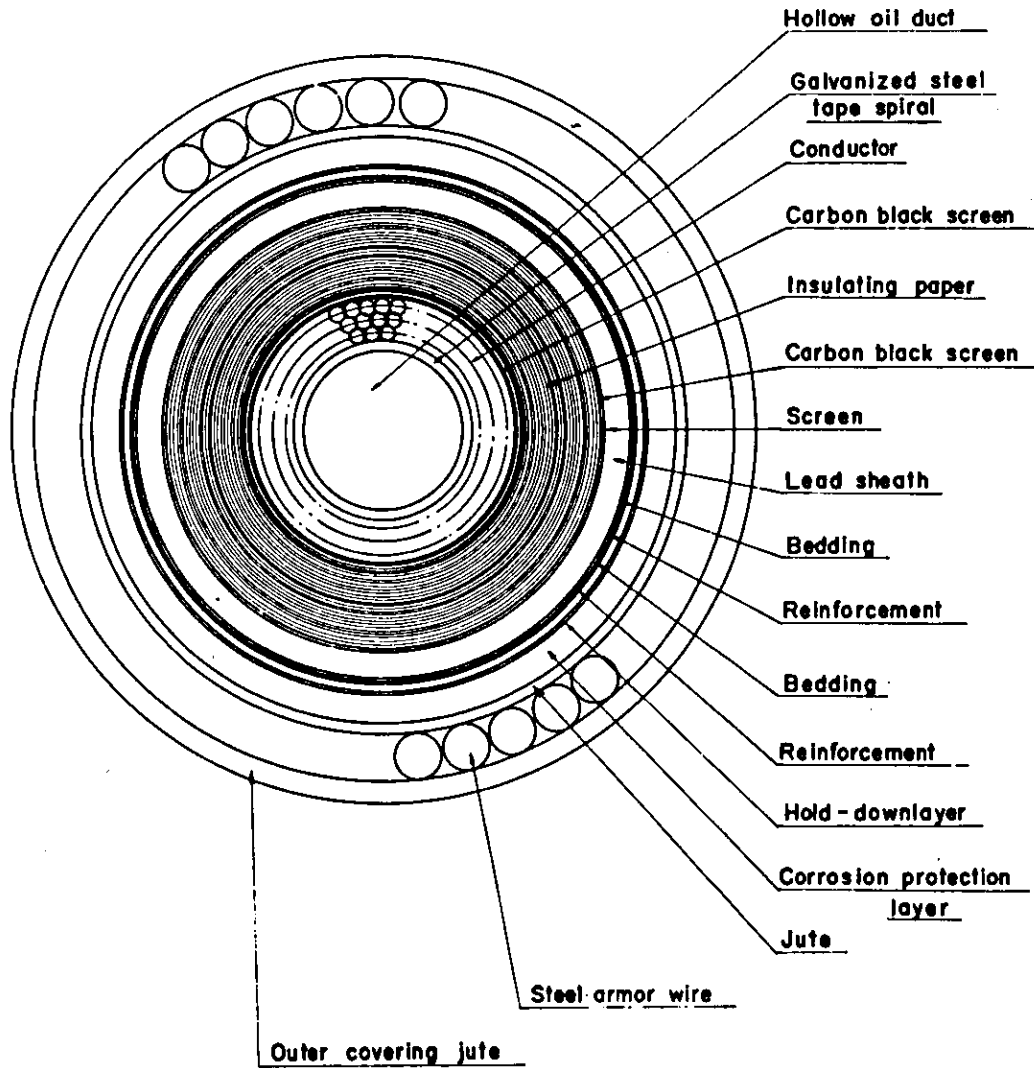 Hollow oil duct
Galvanized steel
tape spiral
Conductor
Carbon black screen
Insulating paper
Carbon black screen
Screen
Lead sheath
Bedding
Reinforcement
Bedding
Reinforcement
Hold-downlayer
Corrosion protection
layer
Jute
Steel armor wire
Outer covering jute